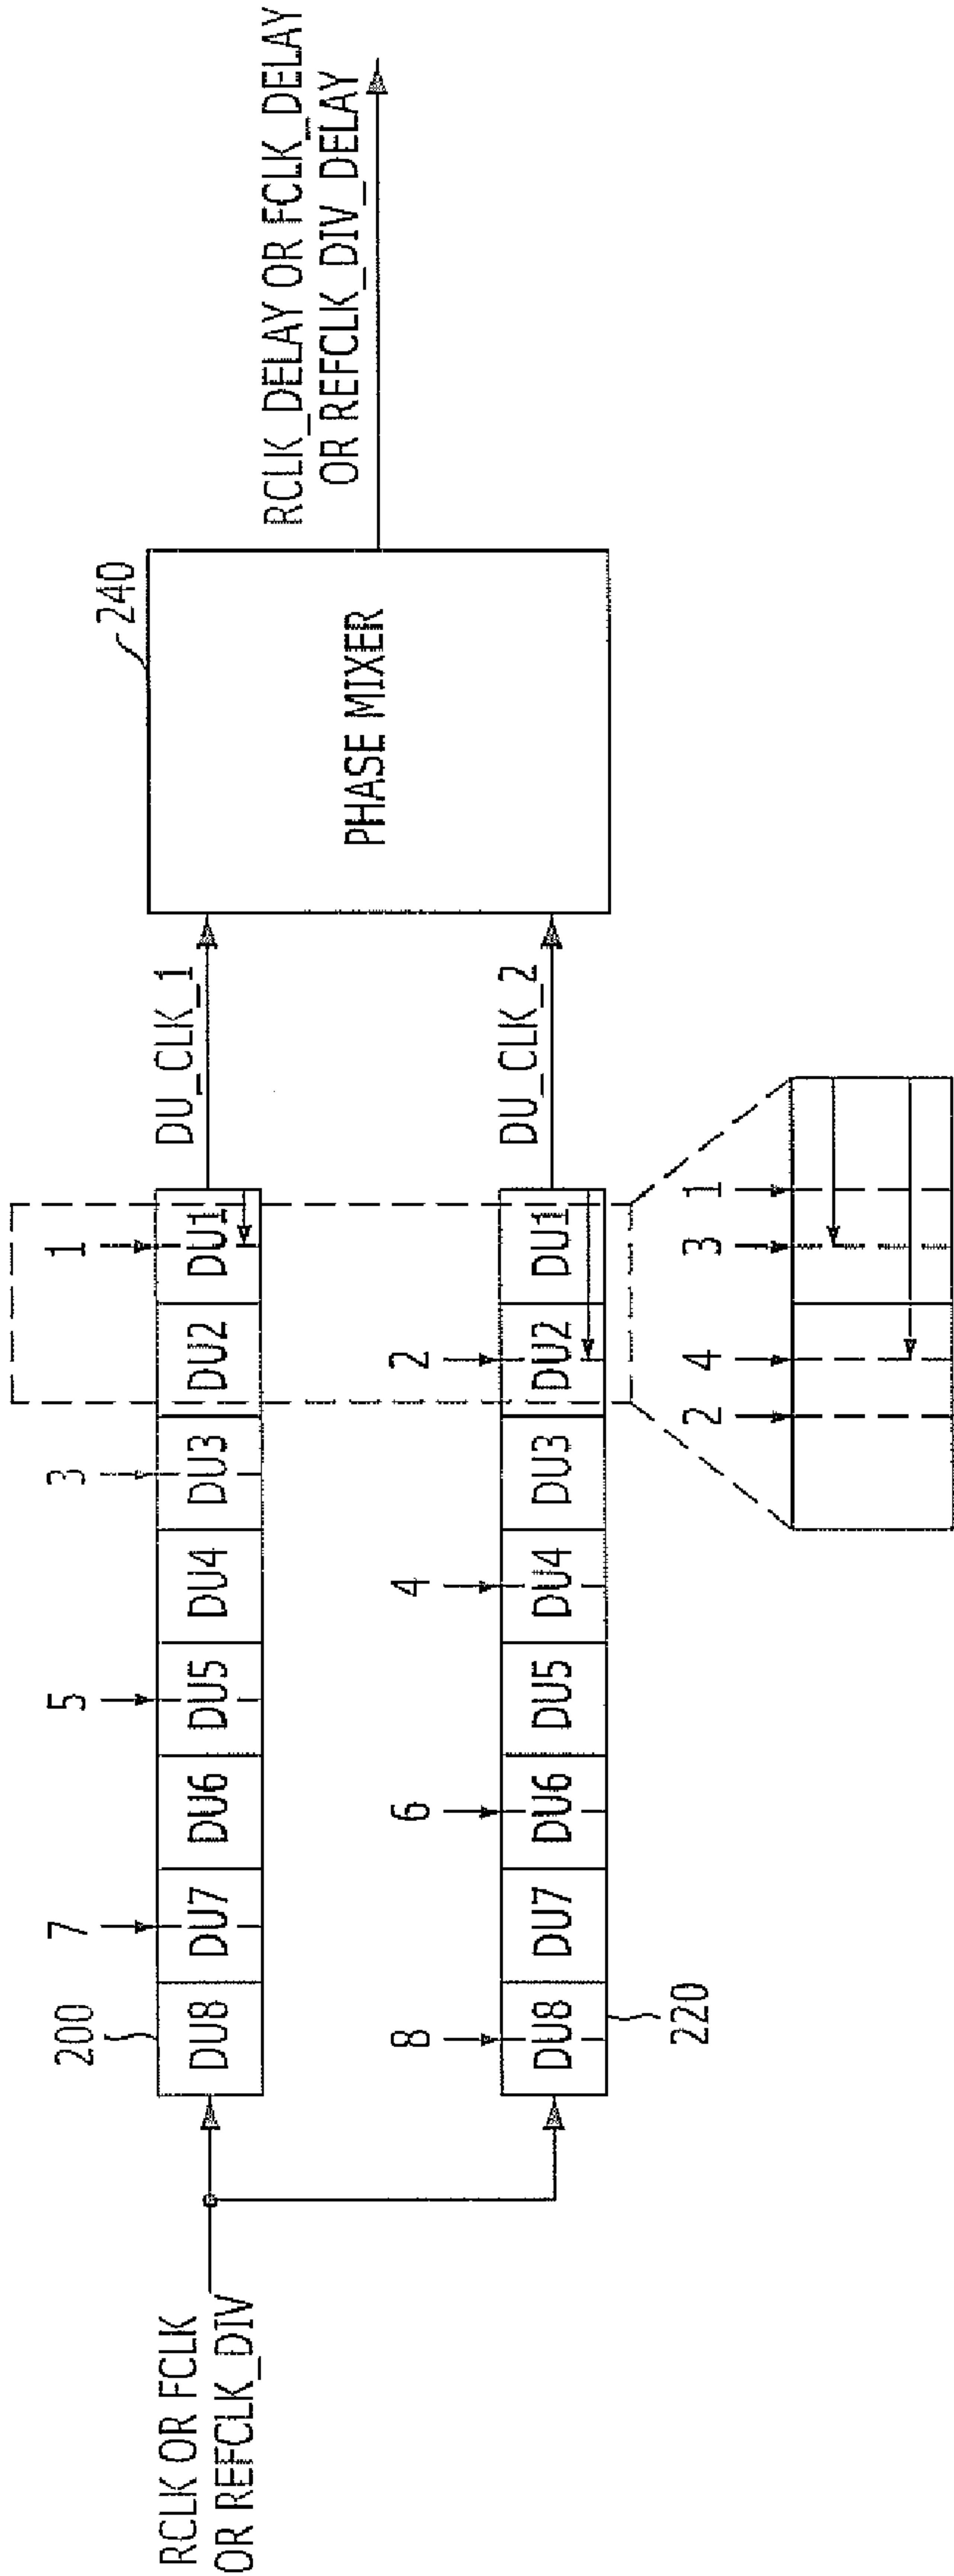 RCLK OR FCLK
OR REFCLK_DIV
200
7
5
3
1
DU8 DU7 DU6 DU5 DU4 DU3 DU2 DU1
DU_CLK_1
240
PHASE MIXER
RCLK_DELAY OR FCLK_DELAY
OR REFCLK_DIV_DELAY
8
6
4
2
DU8 DU7 DU6 DU5 DU4 DU3 DU2 DU1
DU_CLK_2
220
2 4 3 1